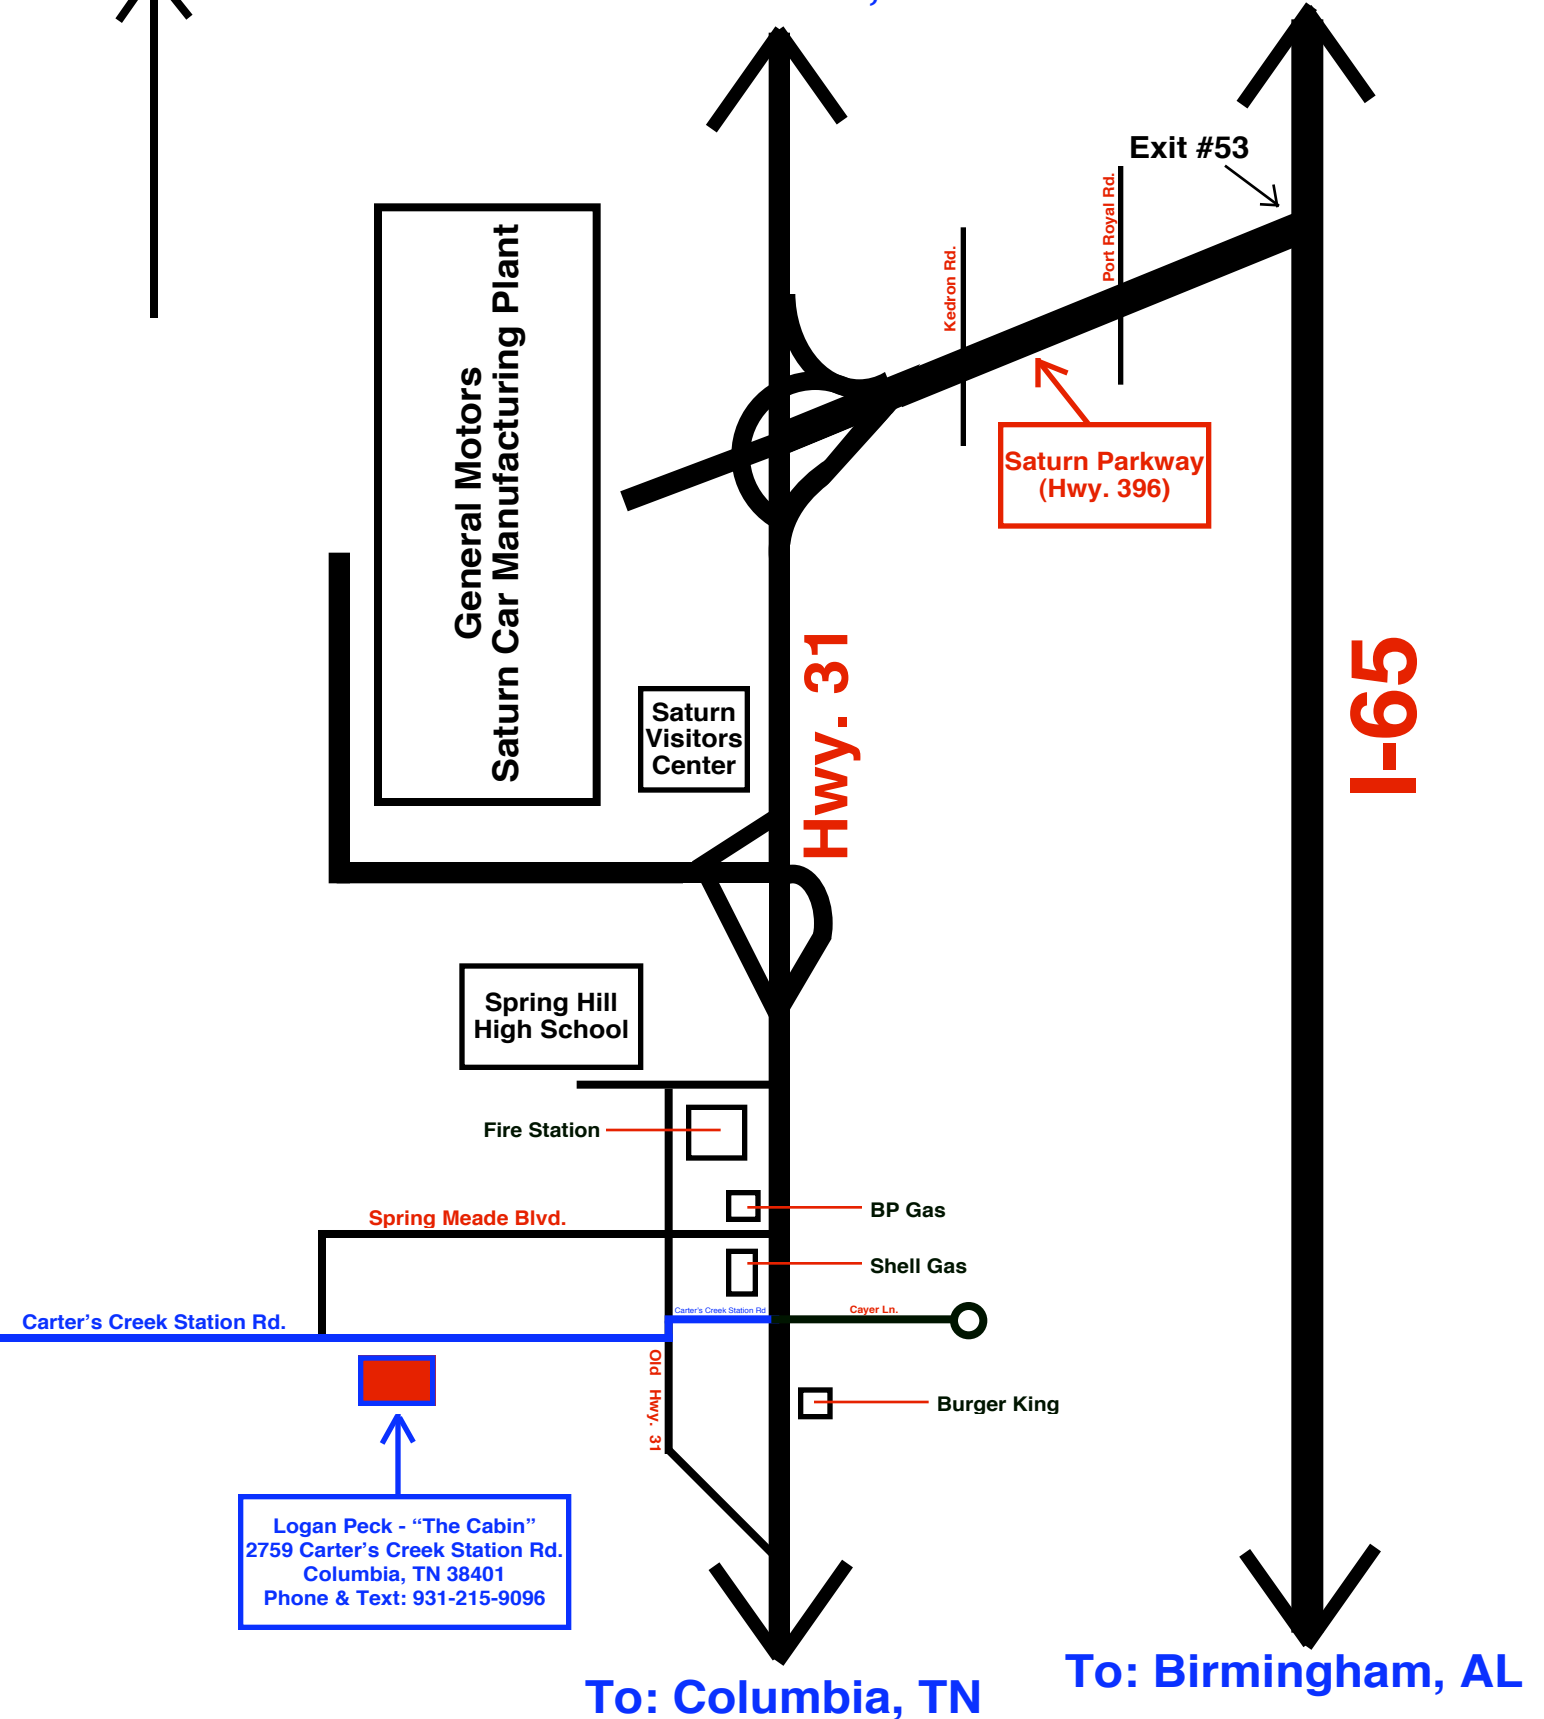 Exit #53
Port Royal Rd.
Kedron Rd.
General Motors
Saturn Car Manufacturing Plant
Saturn Parkway
(Hwy. 396)
Hwy. 31
I-65
Saturn
Visitors
Center
Spring Hill
High School
Fire Station
BP Gas
Spring Meade Blvd.
Shell Gas
Carter's Creek Station Rd
Cayer Ln.
Carter’s Creek Station Rd.
Old Hwy. 31
Burger King
Logan Peck - “The Cabin”
2759 Carter’s Creek Station Rd.
Columbia, TN 38401
Phone & Text: 931-215-9096
To: Birmingham, AL
To: Columbia, TN